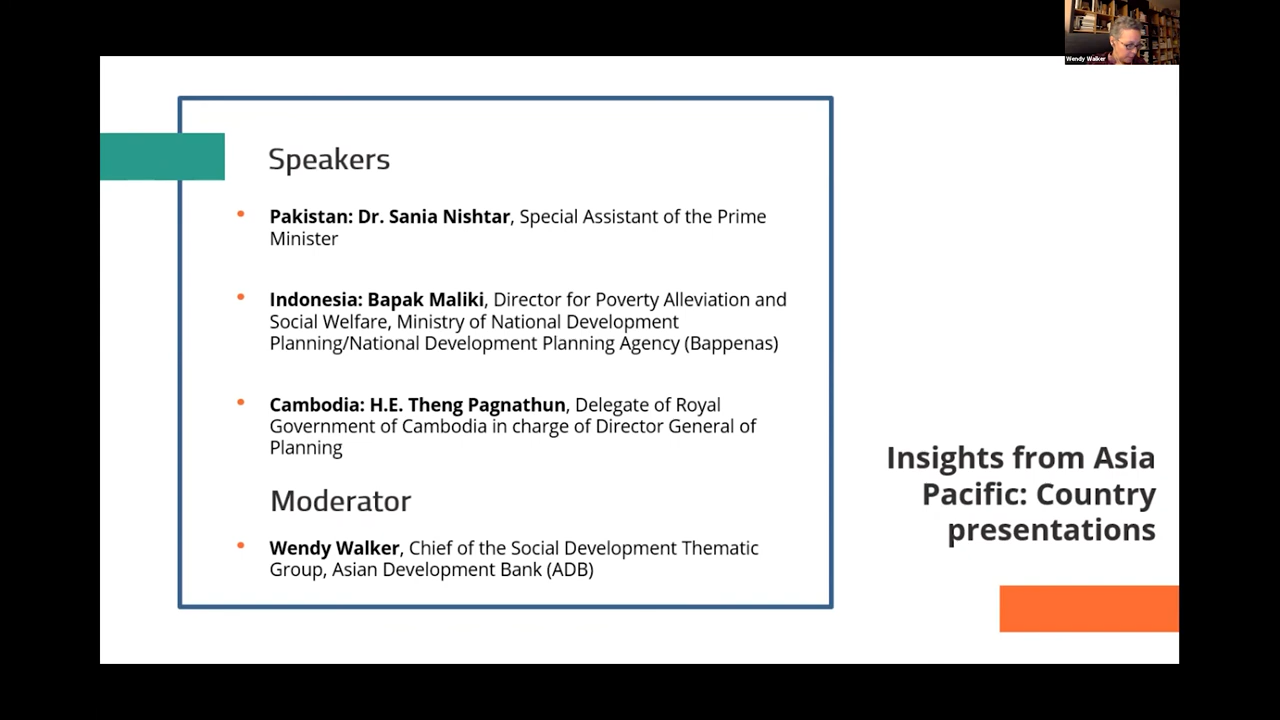 Wendy Walker
Speakers
• Pakistan: Dr. Sania Nishtar, Special Assistant of the Prime
Minister
• Indonesia: Bapak Maliki, Director for Poverty Alleviation and
Social Welfare, Ministry of National Development
Planning/National Development Planning Agency (Bappenas)
• Cambodia: H.E. Theng Pagnathun, Delegate of Royal
Government of Cambodia in charge of Director General of
Planning
Moderator
• Wendy Walker, Chief of the Social Development Thematic
Group, Asian Development Bank (ADB)
Insights from Asia
Pacific: Country
presentations